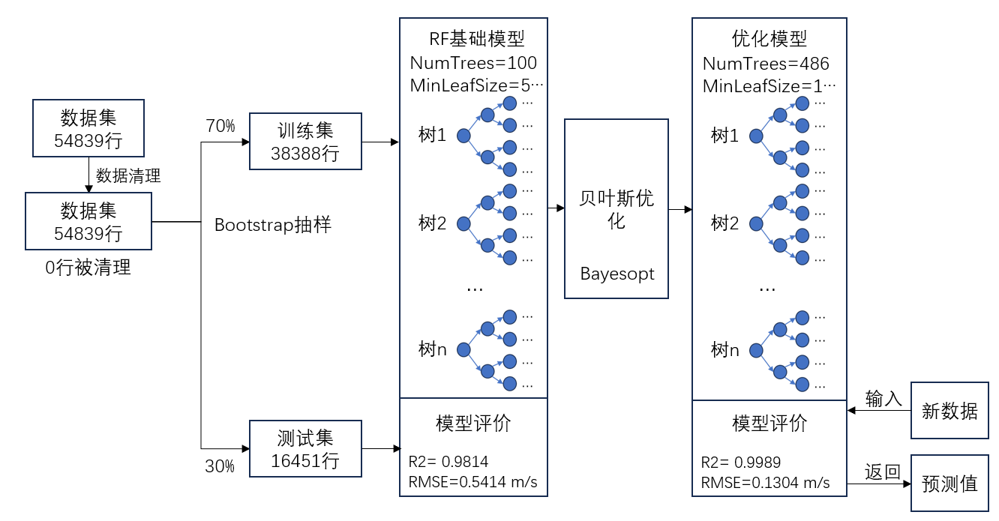 数据集
54839行
数据清理
数据集
54839行
0行被清理
70%
Bootstrap抽样
30%
训练集
38388行
测试集
16451行
RF基础模型
NumTrees=100
MinLeafSize=5…
树1
…
…
…
…
树2
…
…
…
…
…
树n
…
…
…
…
模型评价
R2= 0.9814
RMSE=0.5414 m/s
贝叶斯优
化
Bayesopt
优化模型
NumTrees=486
MinLeafSize=1…
树1
…
…
…
…
树2
…
…
…
…
…
树n
…
…
…
…
模型评价
R2= 0.9989
RMSE=0.1304 m/s
输入
新数据
返回
预测值